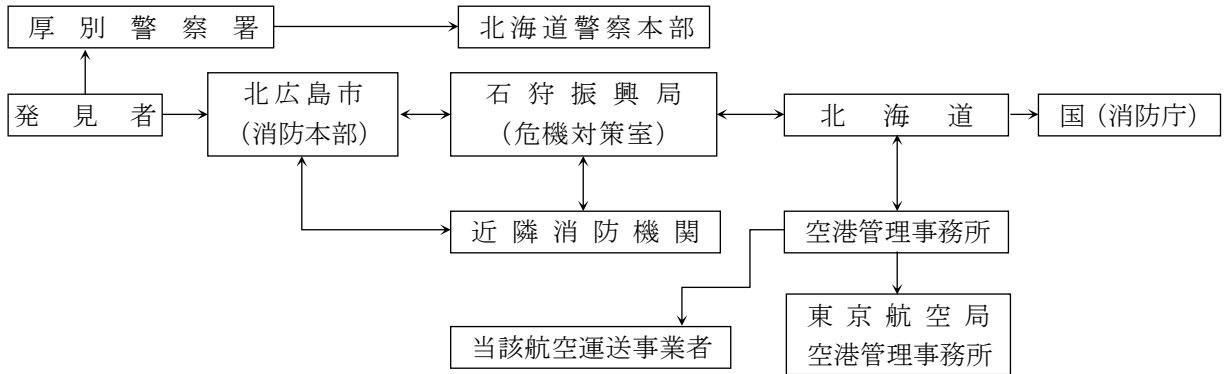 厚別警察署
北海道警察本部
発見者
北広島市
（消防本部）
石狩振興局
（危機対策室）
北海道
国（消防庁）
近隣消防機関
空港管理事務所
当該航空運送事業者
東京航空局
空港管理事務所